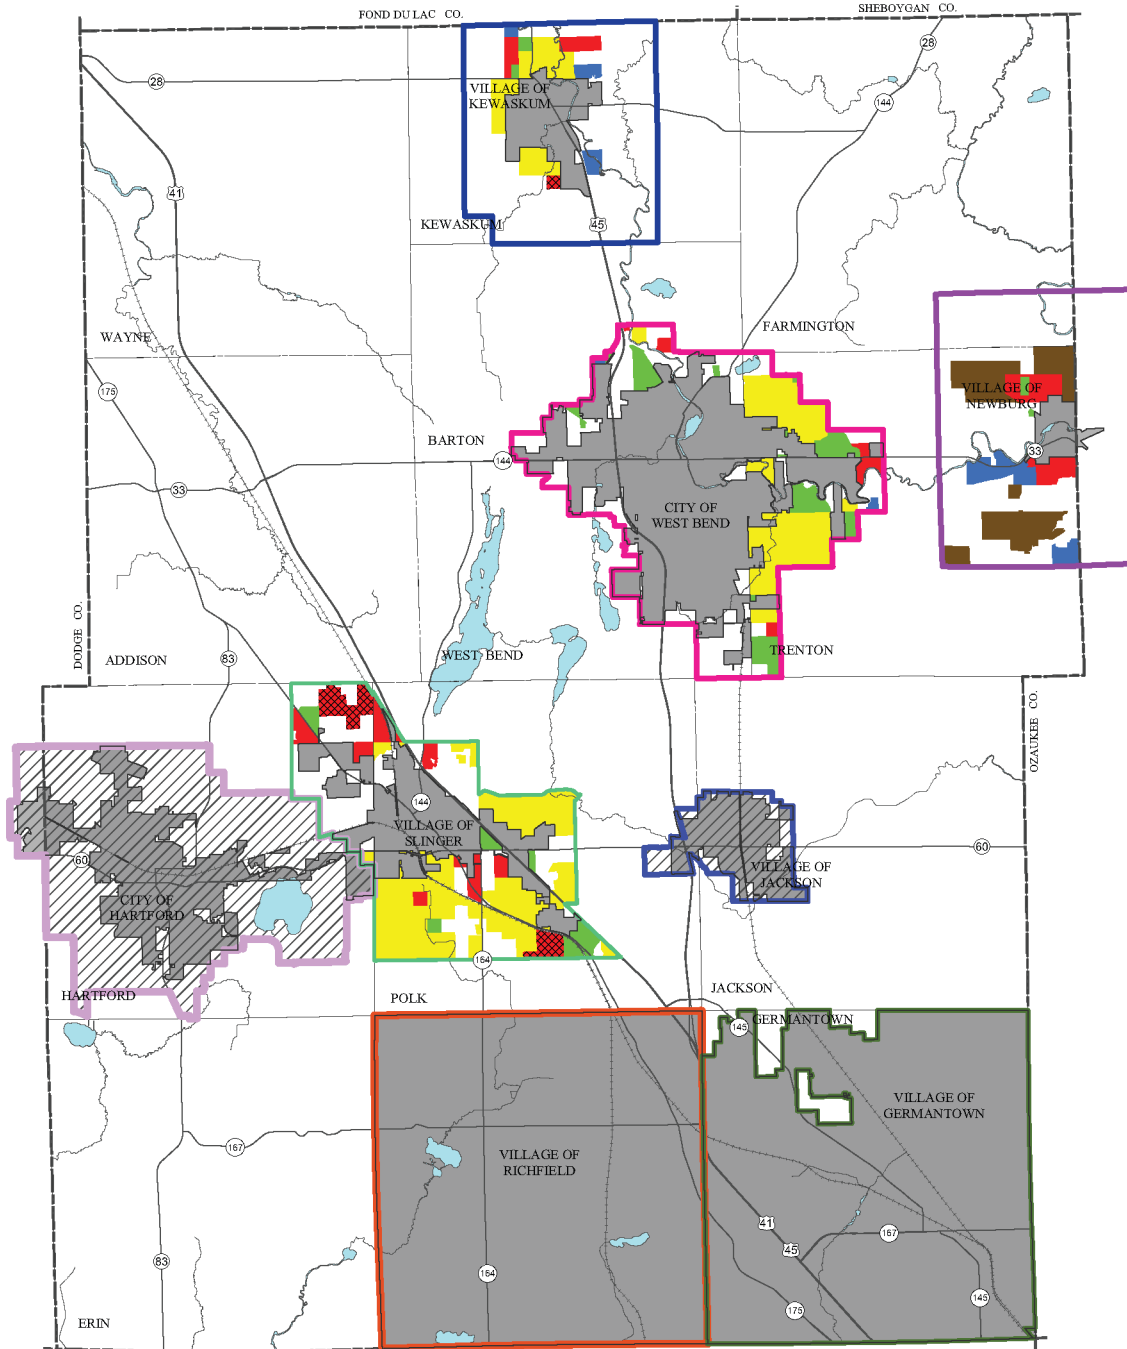 FOND DU LAC CO.
SHEBOYGAN CO.
28
28
144
41
VILLAGE OF
KEWASKUM
KEWASKUM
45
WAYNE
FARMINGTON
175
VILLAGE OF
NEWBURG
BARTON
144
33
33
CITY OF
WEST BEND
DODGE CO.
ADDISON
83
WEST BEND
TRENTON
OZAUKEE CO.
144
VILLAGE OF
SLINGER
60
60
VILLAGE OF
JACKSON
CITY OF
HARTFORD
164
HARTFORD
POLK
JACKSON
GERMANTOWN
145
VILLAGE OF
GERMANTOWN
167
VILLAGE OF
RICHFIELD
41
45
167
83
164
175
145
ERIN